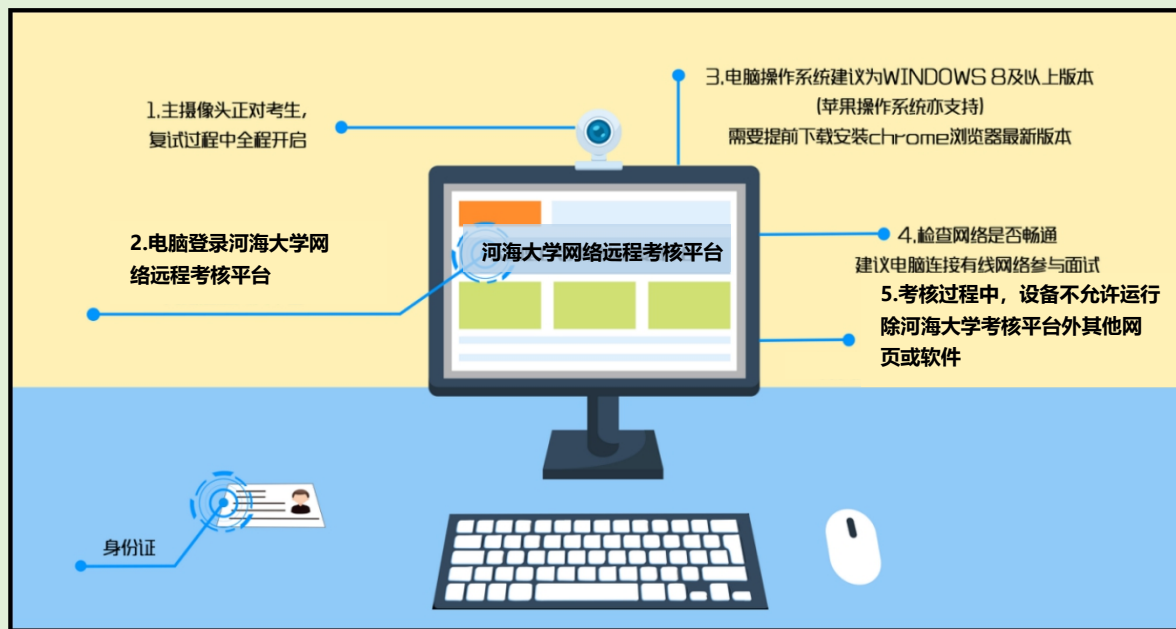 1.主摄像头正对考生，
复试过程中全程开启
2.电脑登录河海大学网
络远程考核平台
3.电脑操作系统建议为WINDOWS 8及以上版本
(苹果操作系统亦支持)
需要提前下载安装chrome浏览器最新版本
河海大学网络远程考核平台
4.检查网络是否畅通
建议电脑连接有线网络参与面试
5.考核过程中，设备不允许运行
除河海大学考核平台外其他网
页或软件
身份证